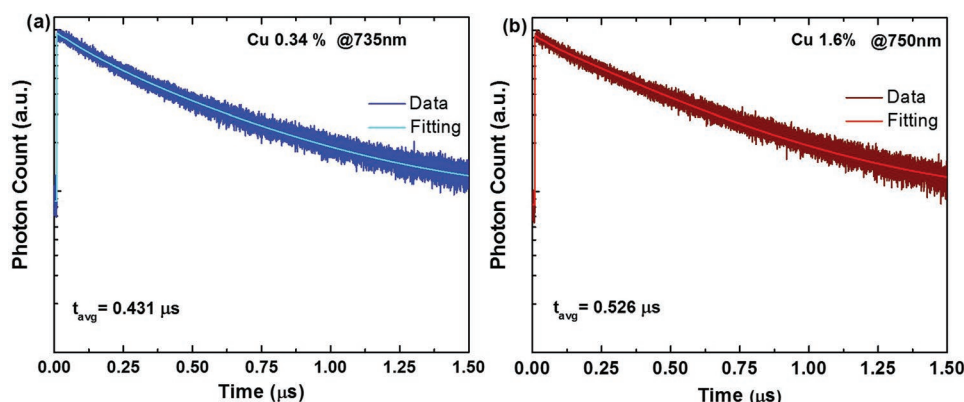 (a)
Cu 0.34 % @735nm
Data
Fitting
Photon Count (a.u.)
t_avg = 0.431 μs
0.00 0.25 0.50 0.75 1.00 1.25 1.50
Time (μs)
(b)
Cu 1.6% @750nm
Data
Fitting
Photon Count (a.u.)
t_avg = 0.526 μs
0.00 0.25 0.50 0.75 1.00 1.25 1.50
Time (μs)